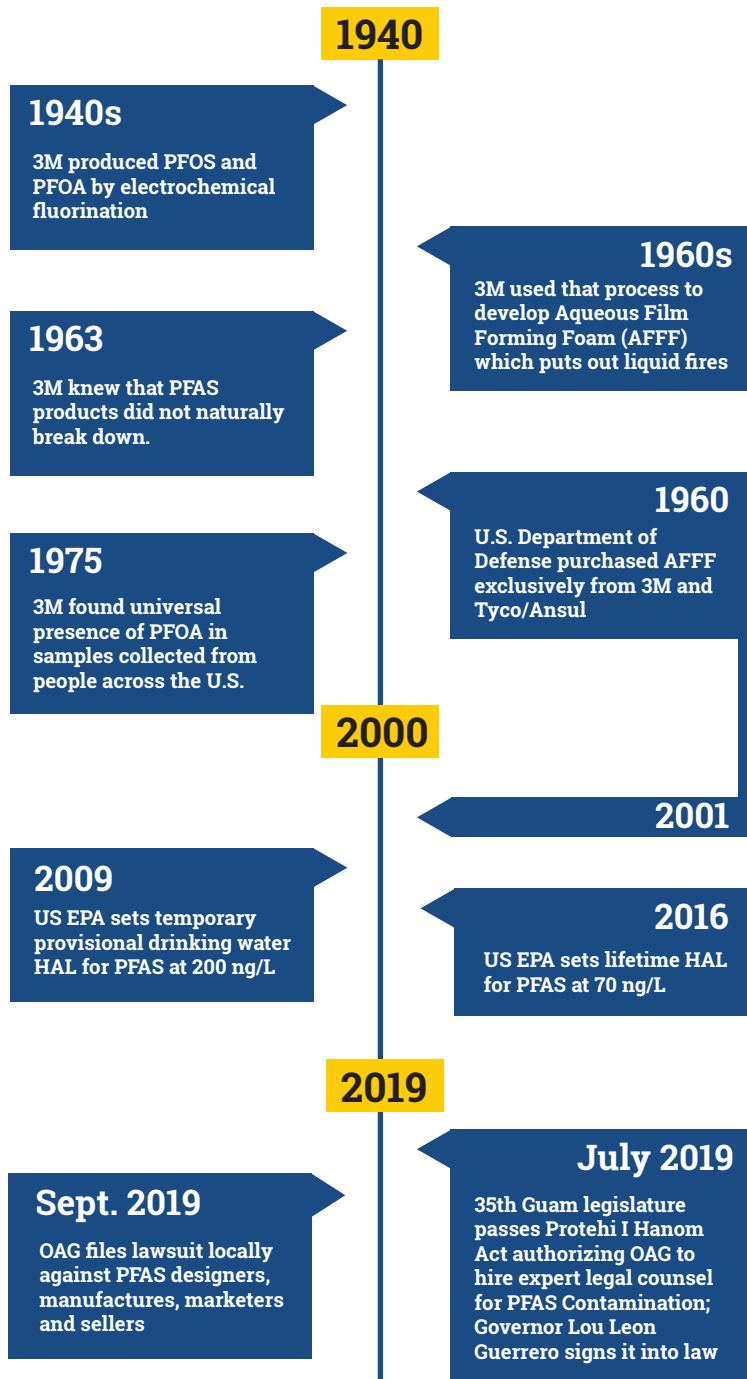 1940
1940s
3M produced PFOS and
PFOA by electrochemical
fluorination
1960s
3M used that process to
develop Aqueous Film
Forming Foam (AFFF)
which puts out liquid fires
1963
3M knew that PFAS
products did not naturally
break down.
1960
U.S. Department of
Defense purchased AFFF
exclusively from 3M and
Tyco/Ansul
1975
3M found universal
presence of PFOA in
samples collected from
people across the U.S.
2000
2001
2009
US EPA sets temporary
provisional drinking water
HAL for PFAS at 200 ng/L
2016
US EPA sets lifetime HAL
for PFAS at 70 ng/L
2019
July 2019
35th Guam legislature
passes Protehi I Hanom
Act authorizing OAG to
hire expert legal counsel
for PFAS Contamination;
Governor Lou Leon
Guerrero signs it into law
Sept. 2019
OAG files lawsuit locally
against PFAS designers,
manufactures, marketers
and sellers